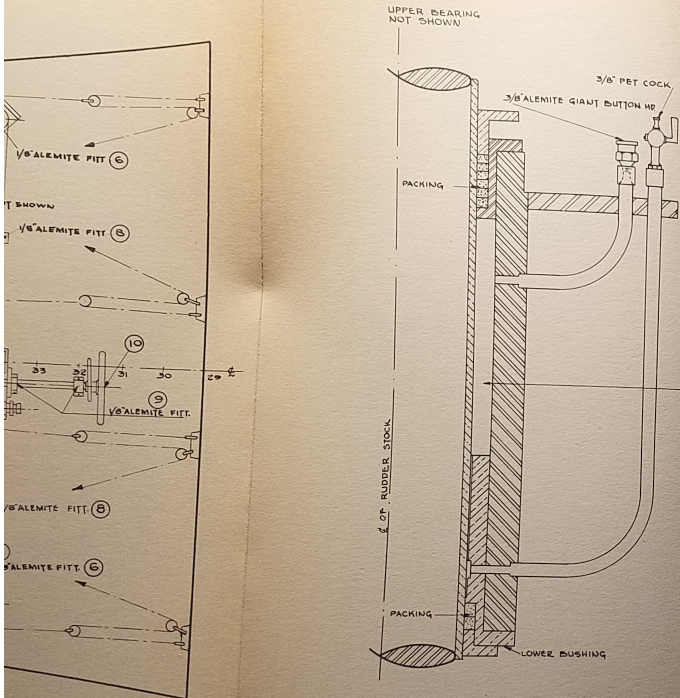 1/8" ALEMITE FITT 6
T SHOWN
1/8" ALEMITE FITT 8
10
33 32 31 30 29 ℄
9
1/8" ALEMITE FITT.
/8" ALEMITE FITT. 8
8" ALEMITE FITT. 6
UPPER BEARING
NOT SHOWN
3/8" PET COCK
3/8" ALEMITE GIANT BUTTON HD.
PACKING
℄ OF RUDDER STOCK
PACKING
LOWER BUSHING